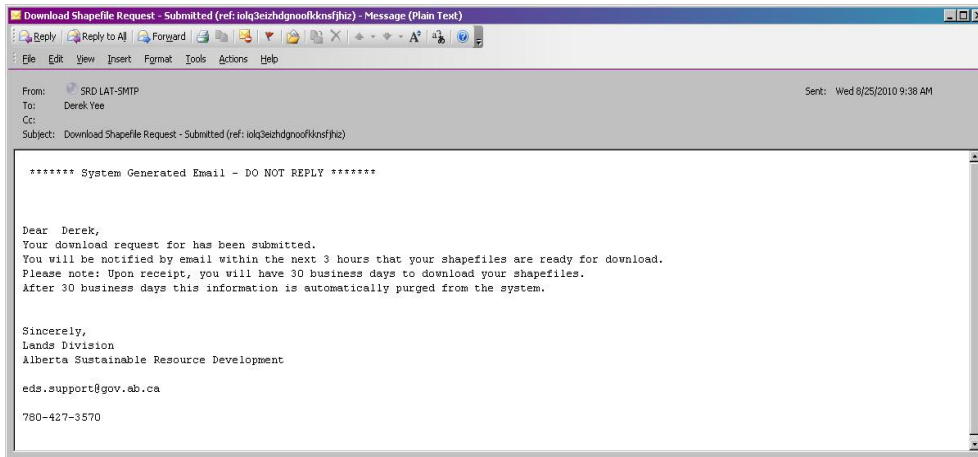 Download Shapefile Request - Submitted (ref: iolq3eizhdgnoofkknsfjhiz) - Message (Plain Text)
Reply Reply to All Forward
File Edit View Insert Format Tools Actions Help
From: SRD LAT-SMTP Sent: Wed 8/25/2010 9:38 AM
To: Derek Yee
Cc:
Subject: Download Shapefile Request - Submitted (ref: iolq3eizhdgnoofkknsfjhiz)
******* System Generated Email - DO NOT REPLY *******
Dear Derek,
Your download request for has been submitted.
You will be notified by email within the next 3 hours that your shapefiles are ready for download.
Please note: Upon receipt, you will have 30 business days to download your shapefiles.
After 30 business days this information is automatically purged from the system.
Sincerely,
Lands Division
Alberta Sustainable Resource Development
eds.support@gov.ab.ca
780-427-3570